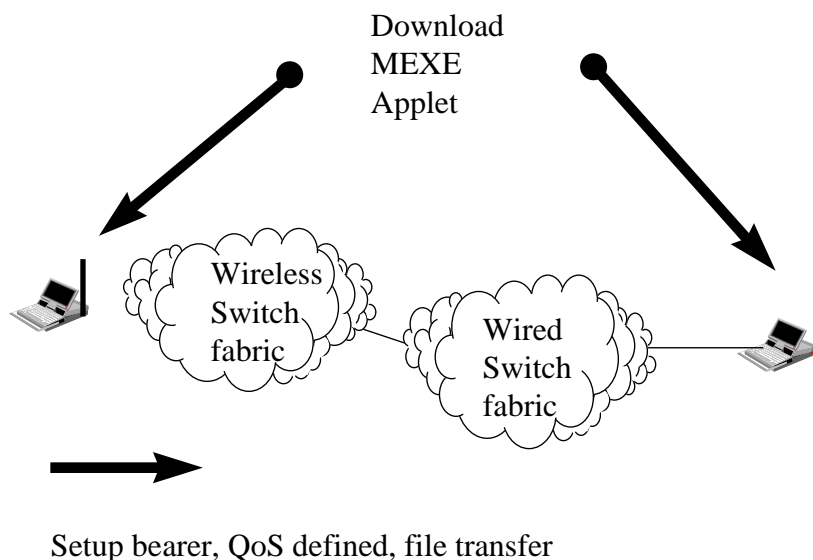 Download
MEXE
Applet
Wireless
Switch
fabric
Wired
Switch
fabric
Setup bearer, QoS defined, file transfer